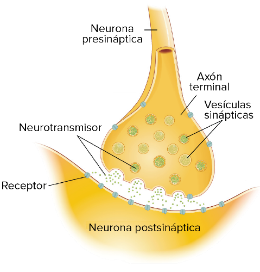 Neurona
presináptica
Axón
terminal
Vesículas
sinápticas
Neurotransmisor
Receptor
Neurona postsináptica